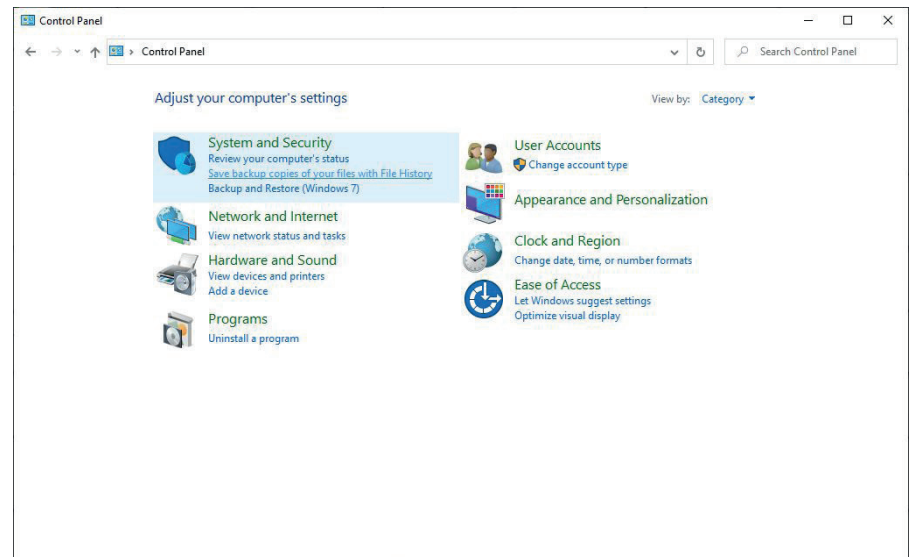 Control Panel
Control Panel
Search Control Panel
Adjust your computer's settings
View by: Category
System and Security
Review your computer's status
Save backup copies of your files with File History
Backup and Restore (Windows 7)
Network and Internet
View network status and tasks
Hardware and Sound
View devices and printers
Add a device
Programs
Uninstall a program
User Accounts
Change account type
Appearance and Personalization
Clock and Region
Change date, time, or number formats
Ease of Access
Let Windows suggest settings
Optimize visual display